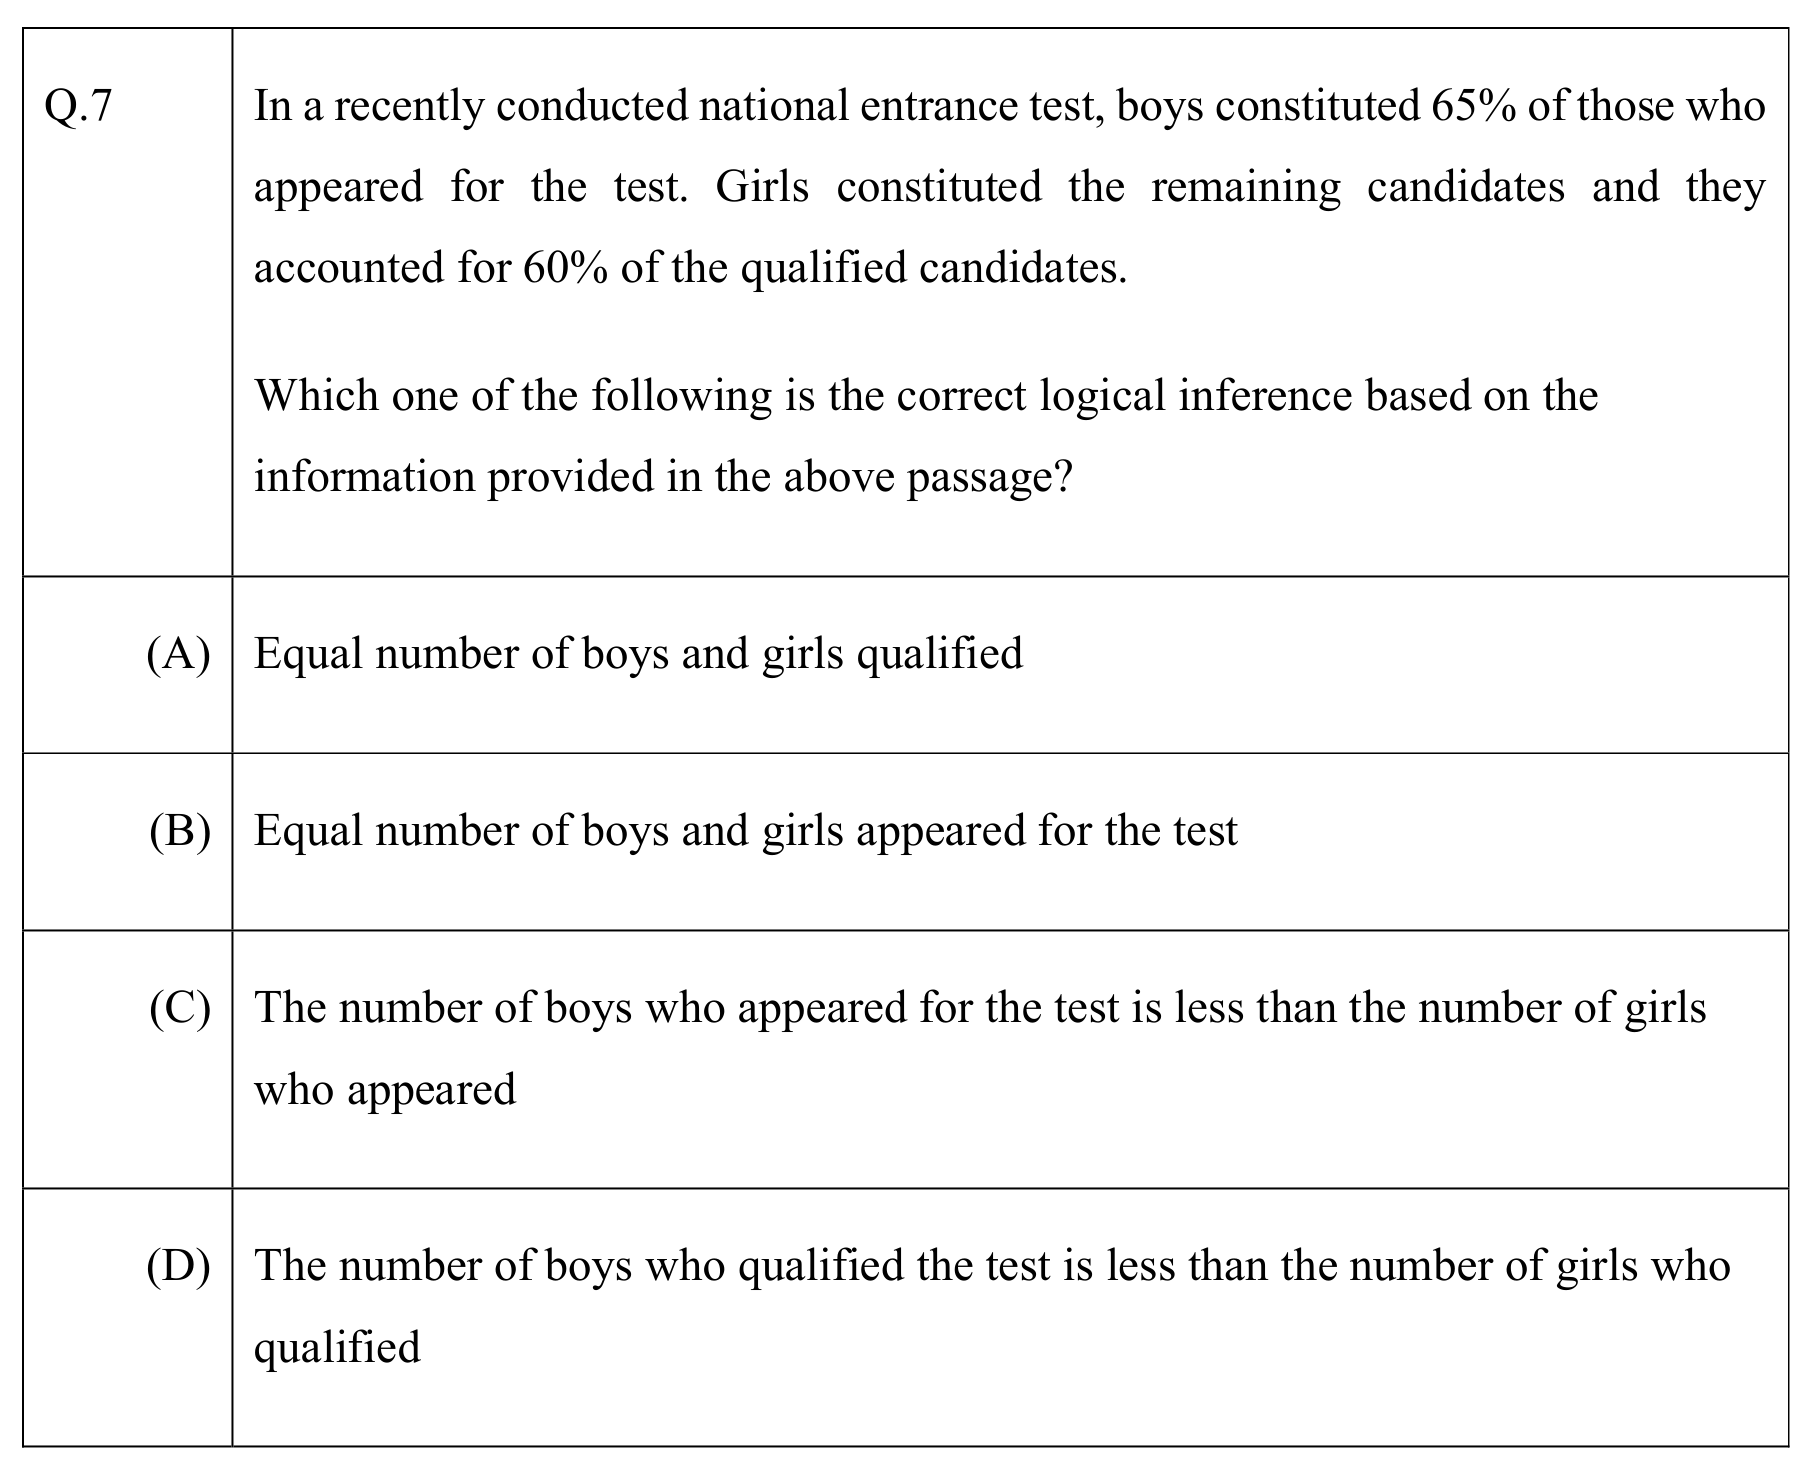 Q.7 In a recently conducted national entrance test, boys constituted 65% of those who
appeared for the test. Girls constituted the remaining candidates and they
accounted for 60% of the qualified candidates.
Which one of the following is the correct logical inference based on the
information provided in the above passage?
(A) Equal number of boys and girls qualified
(B) Equal number of boys and girls appeared for the test
(C) The number of boys who appeared for the test is less than the number of girls
who appeared
(D) The number of boys who qualified the test is less than the number of girls who
qualified